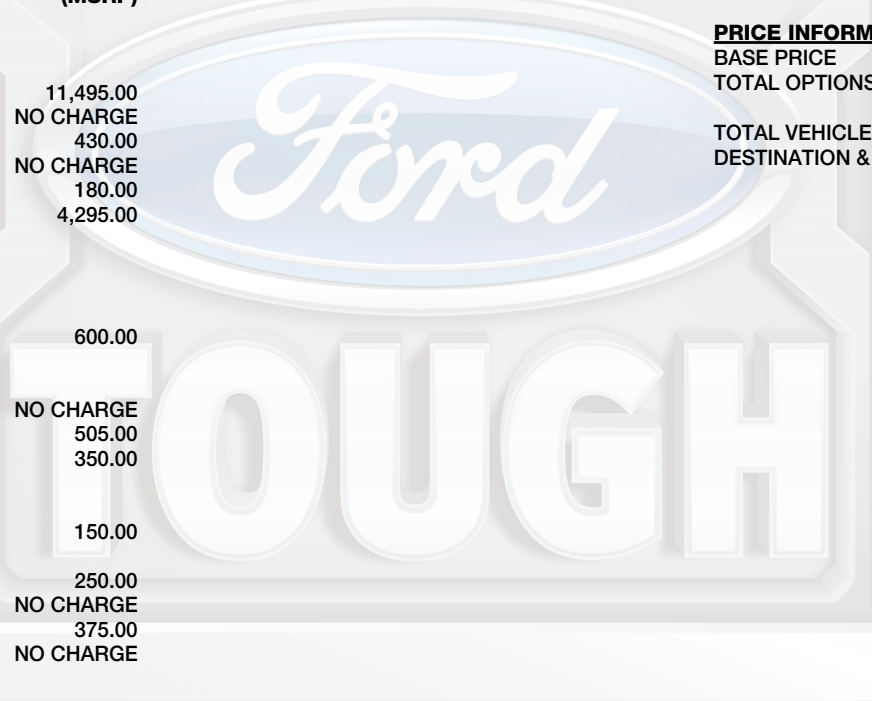 (MSRP)
11,495.00
NO CHARGE
430.00
NO CHARGE
180.00
4,295.00
600.00
NO CHARGE
505.00
350.00
150.00
250.00
NO CHARGE
375.00
NO CHARGE
PRICE INFORM
BASE PRICE
TOTAL OPTIONS
TOTAL VEHICLE
DESTINATION &
Ford
TOUGH